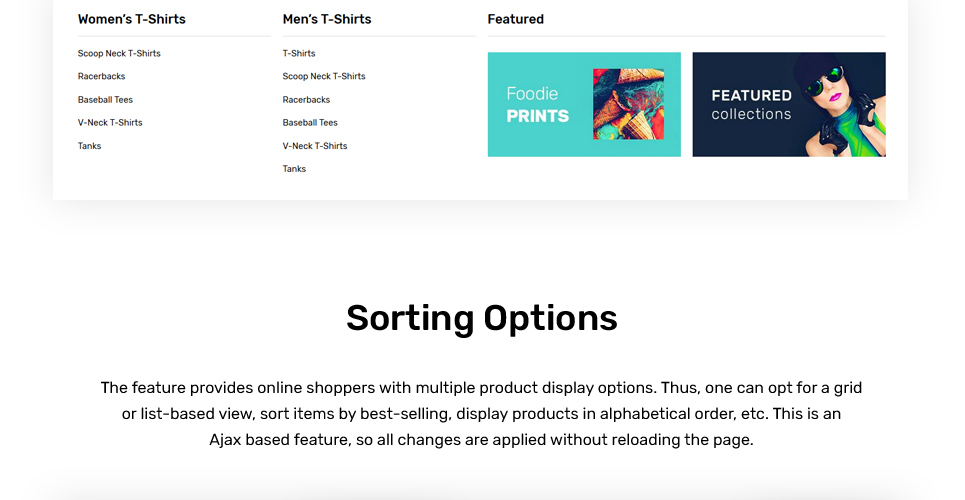 Women's T-Shirts
Scoop Neck T-Shirts
Racerbacks
Baseball Tees
V-Neck T-Shirts
Tanks
Men's T-Shirts
T-Shirts
Scoop Neck T-Shirts
Racerbacks
Baseball Tees
V-Neck T-Shirts
Tanks
Featured
Foodie
PRINTS
FEATURED
collections
Sorting Options
The feature provides online shoppers with multiple product display options. Thus, one can opt for a grid
or list-based view, sort items by best-selling, display products in alphabetical order, etc. This is an
Ajax based feature, so all changes are applied without reloading the page.